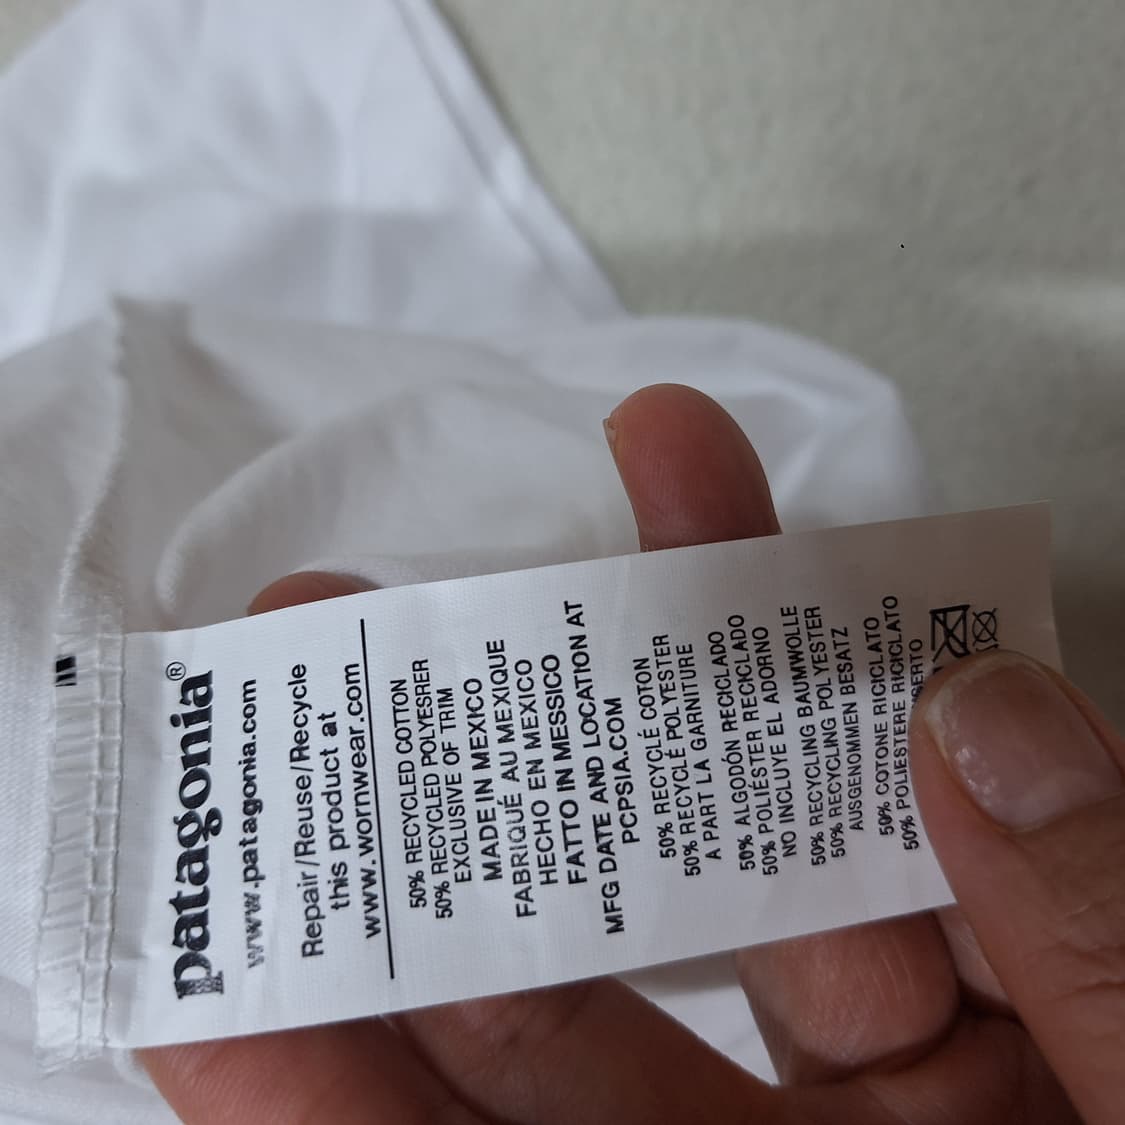 patagonia®
www.patagonia.com
Repair/Reuse/Recycle
this product at
www.wornwear.com
50% RECYCLED COTTON
50% RECYCLED POLYESRER
EXCLUSIVE OF TRIM
MADE IN MEXICO
FABRIQUÉ AU MEXIQUE
HECHO EN MEXICO
FATTO IN MESSICO
MFG DATE AND LOCATION AT
PCPSIA.COM
50% RECYCLÉ COTON
50% RECYCLÉ POLYESTER
A PART LA GARNITURE
50% ALGODÓN RECICLADO
50% POLIÉSTER RECICLADO
NO INCLUYE EL ADORNO
50% RECYCLING BAUMWOLLE
50% RECYCLING POLYESTER
AUSGENOMMEN BESATZ
50% COTONE RICICLATO
50% POLIESTERE RICICLATO